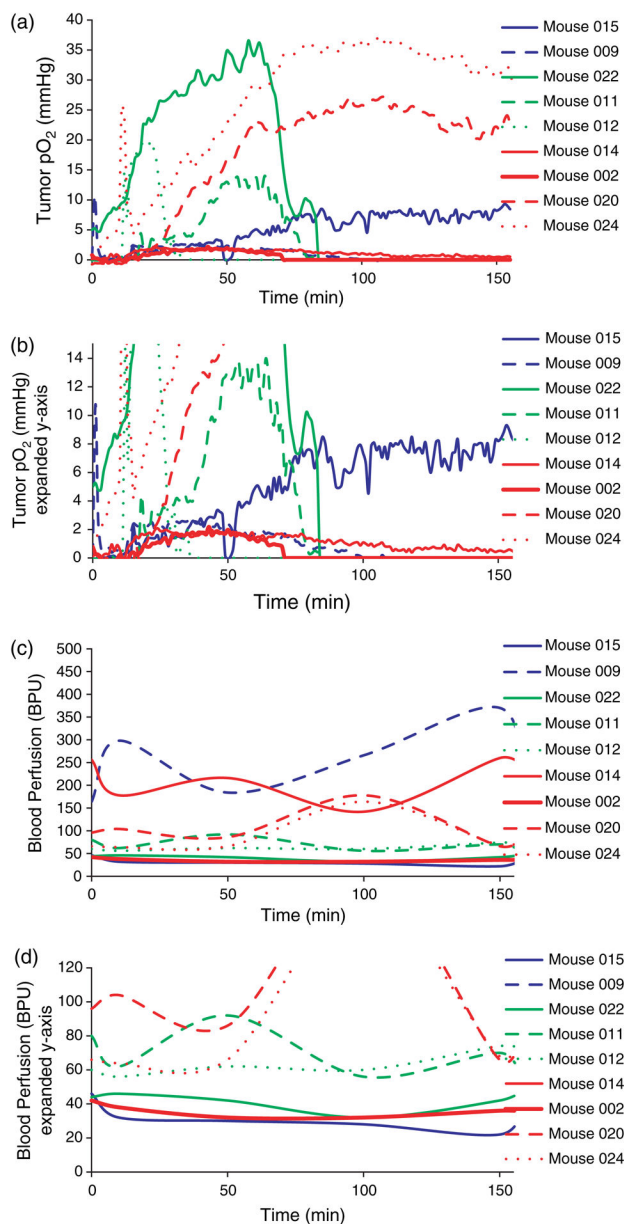 (a)
Tumor pO2 (mmHg)
40
35
30
25
20
15
10
5
0
0
50
100
150
Time (min)
Mouse 015
Mouse 009
Mouse 022
Mouse 011
Mouse 012
Mouse 014
Mouse 002
Mouse 020
Mouse 024
(b)
Tumor pO2 (mmHg)
expanded y-axis
14
12
10
8
6
4
2
0
0
50
100
150
Time (min)
Mouse 015
Mouse 009
Mouse 022
Mouse 011
Mouse 012
Mouse 014
Mouse 002
Mouse 020
Mouse 024
(c)
Blood Perfusion (BPU)
500
450
400
350
300
250
200
150
100
50
0
0
50
100
150
Time (min)
Mouse 015
Mouse 009
Mouse 022
Mouse 011
Mouse 012
Mouse 014
Mouse 002
Mouse 020
Mouse 024
(d)
Blood Perfusion (BPU)
expanded y-axis
120
100
80
60
40
20
0
0
50
100
150
Time (min)
Mouse 015
Mouse 009
Mouse 022
Mouse 011
Mouse 012
Mouse 014
Mouse 002
Mouse 020
Mouse 024